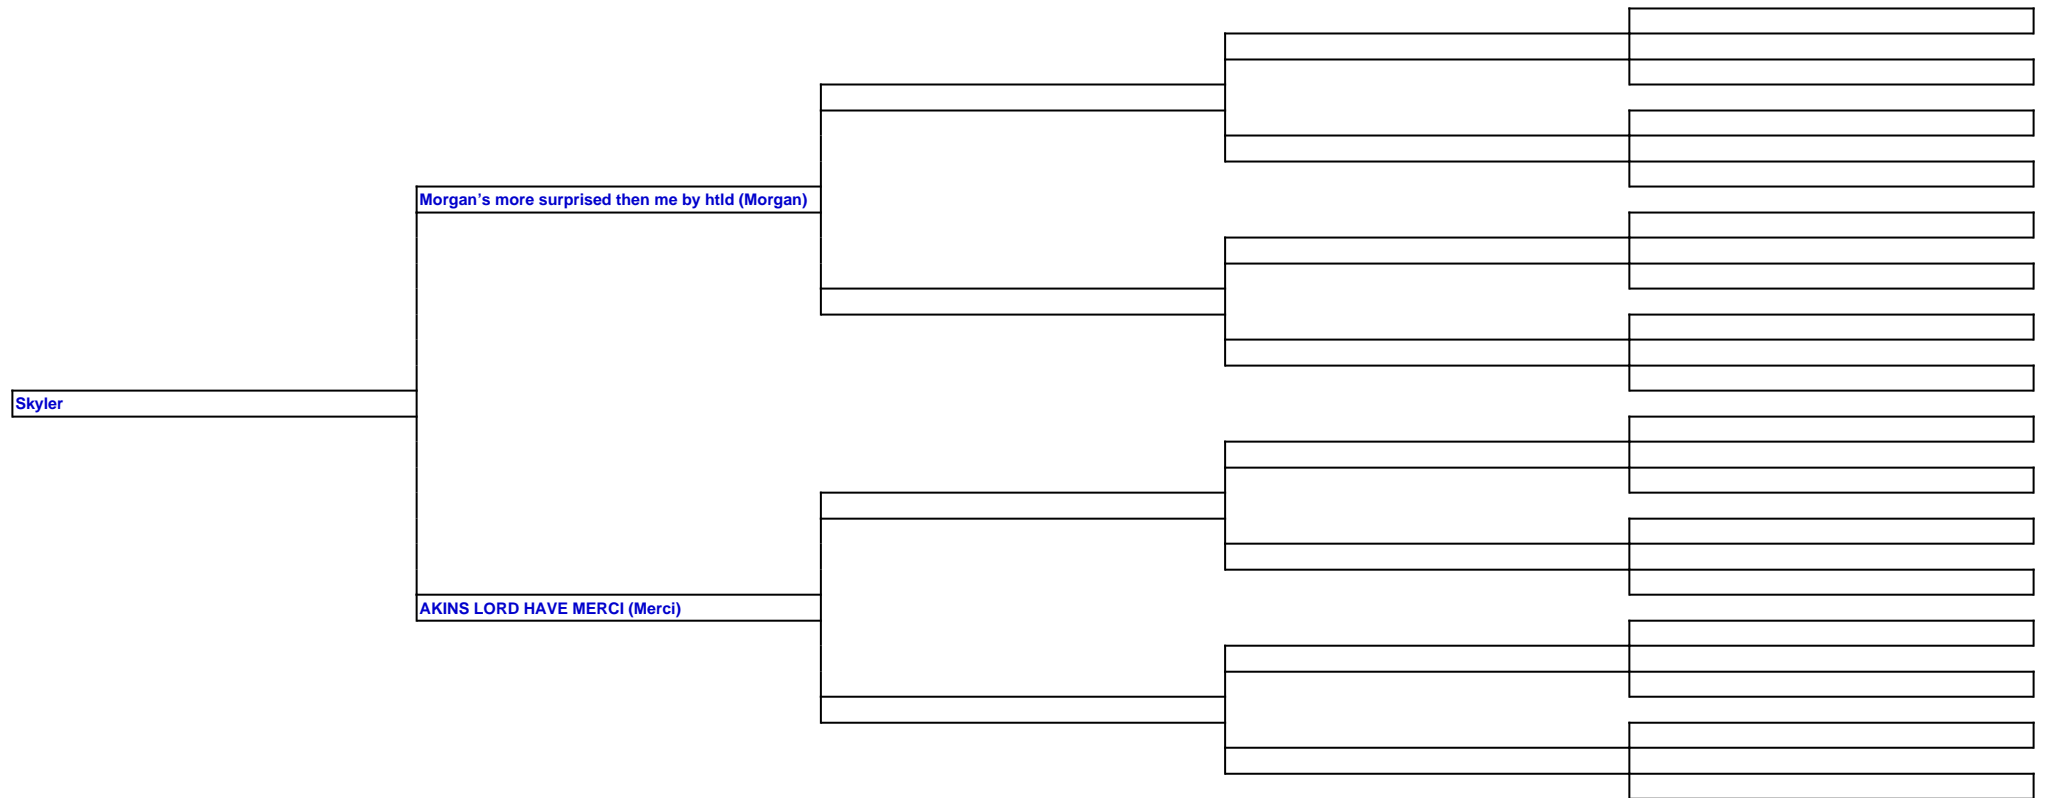 Morgan’s more surprised then me by htld (Morgan)
Skyler
AKINS LORD HAVE MERCI (Merci)